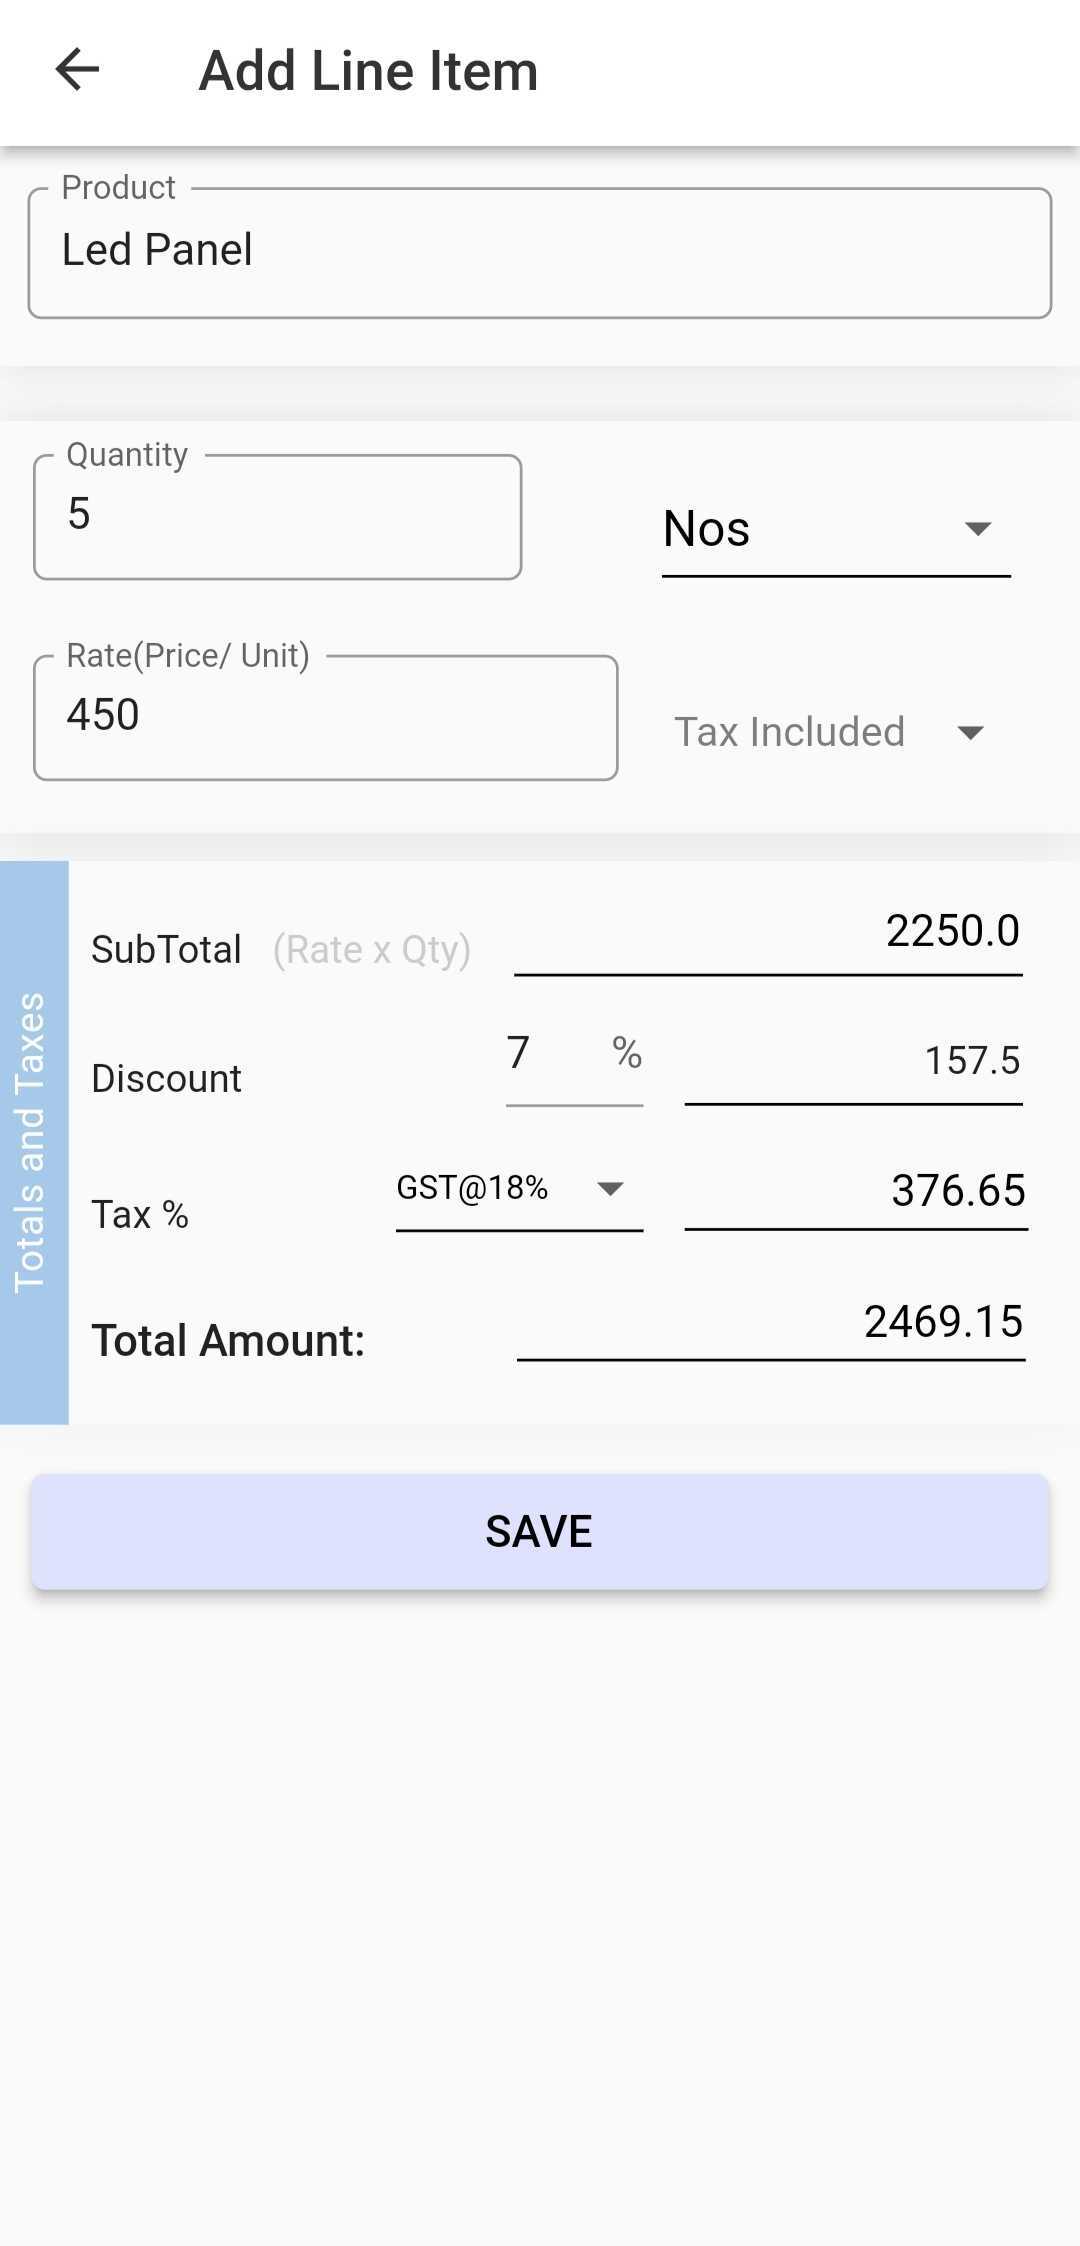 Add Line Item
Product
Led Panel
Quantity
5
Nos
Rate(Price/ Unit)
450
Tax Included
Totals and Taxes
SubTotal (Rate x Qty) 2250.0
Discount 7 % 157.5
Tax % GST@18% 376.65
Total Amount: 2469.15
SAVE